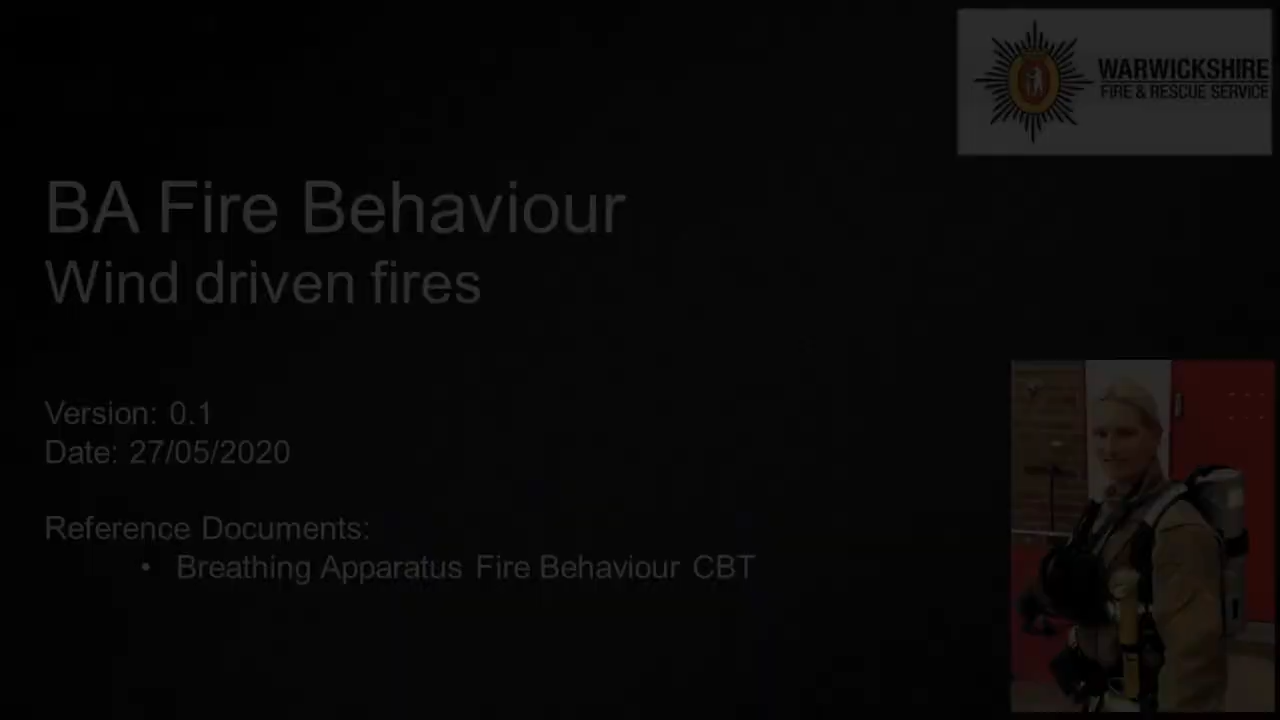 WARWICKSHIRE
FIRE & RESCUE SERVICE
BA Fire Behaviour
Wind driven fires
Version: 0.1
Date: 27/05/2020
Reference Documents:
• Breathing Apparatus Fire Behaviour CBT